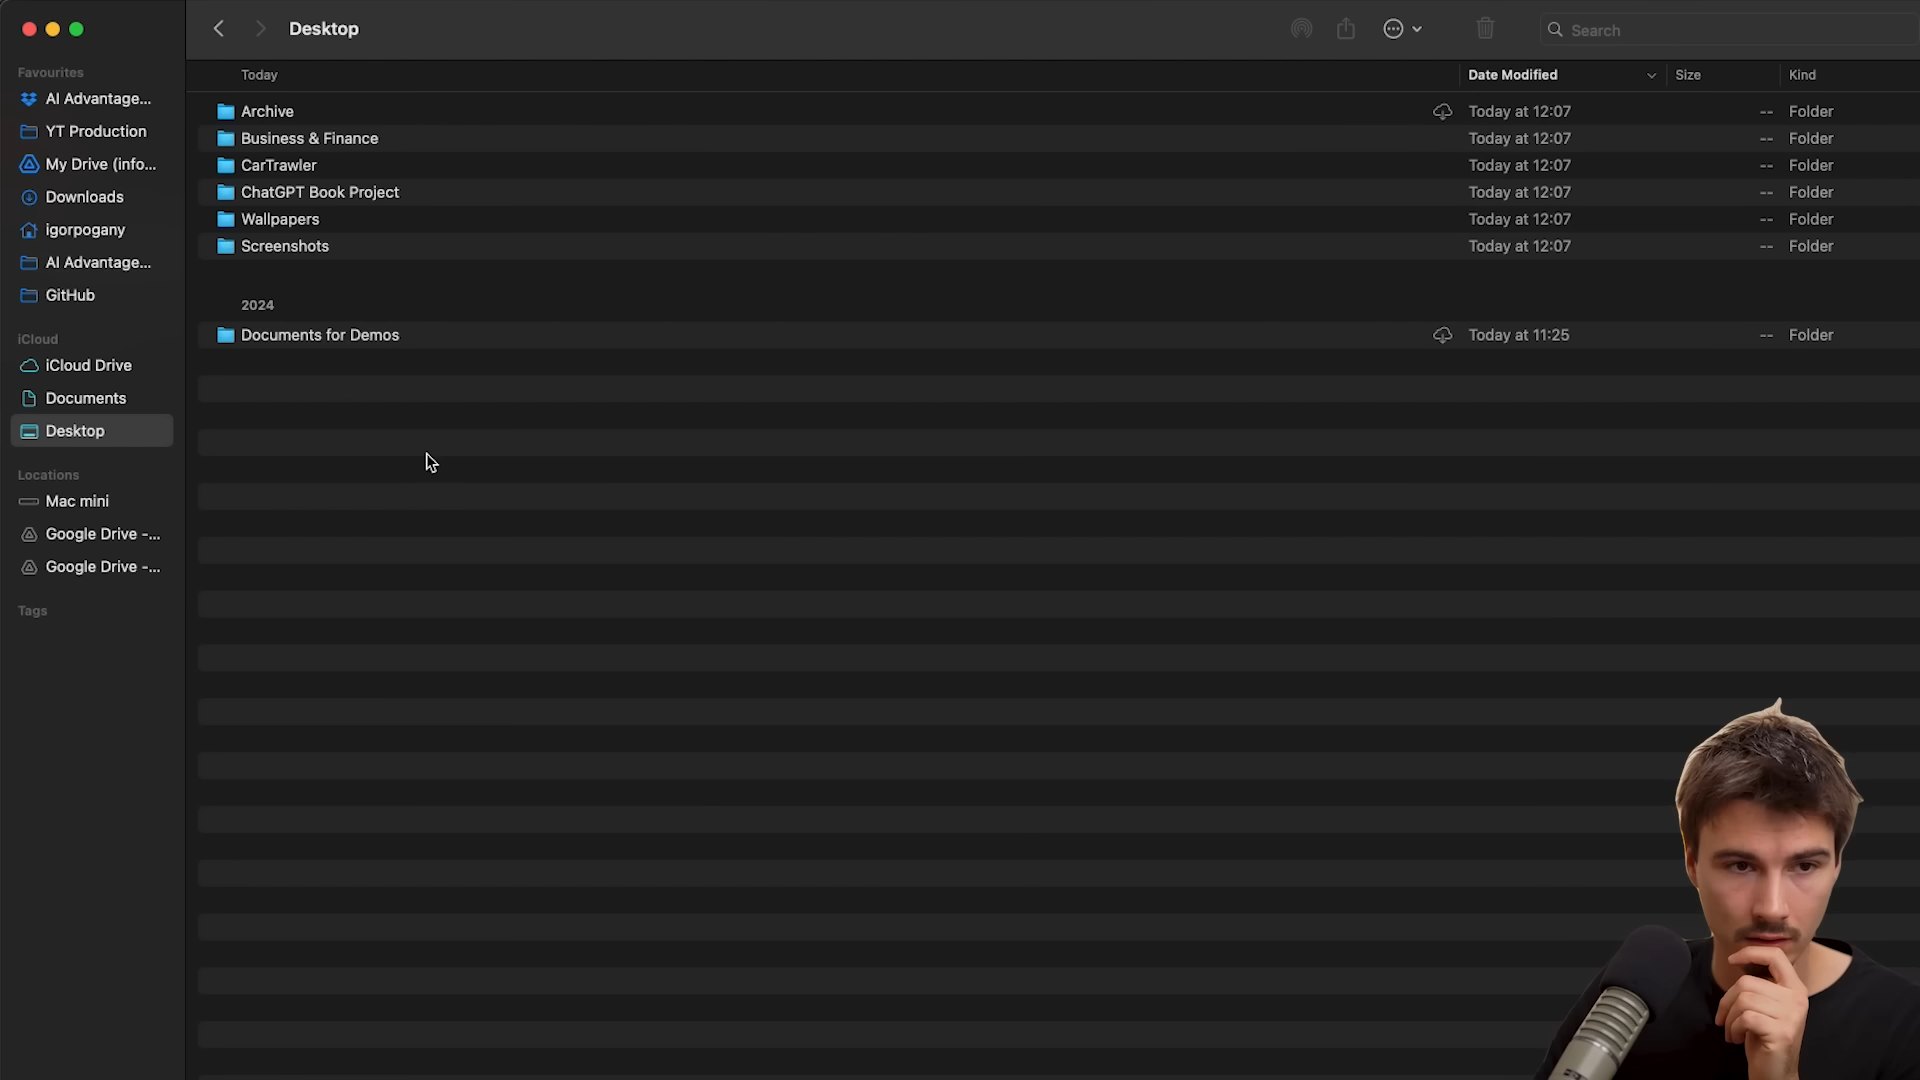 Desktop
Search
Favourites
AI Advantage...
YT Production
My Drive (info...
Downloads
igorpogany
AI Advantage...
GitHub
iCloud
iCloud Drive
Documents
Desktop
Locations
Mac mini
Google Drive -...
Google Drive -...
Tags
Today Date Modified Size Kind
Archive Today at 12:07 -- Folder
Business & Finance Today at 12:07 -- Folder
CarTrawler Today at 12:07 -- Folder
ChatGPT Book Project Today at 12:07 -- Folder
Wallpapers Today at 12:07 -- Folder
Screenshots Today at 12:07 -- Folder
2024
Documents for Demos Today at 11:25 -- Folder